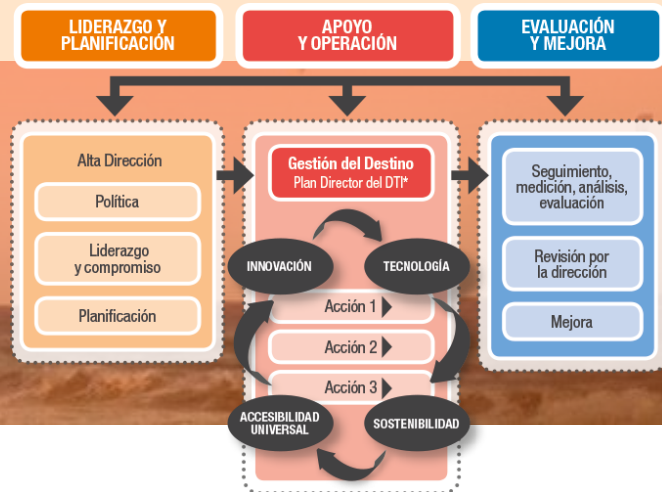 LIDERAZGO Y
PLANIFICACIÓN
APOYO
Y OPERACIÓN
EVALUACIÓN
Y MEJORA
Alta Dirección
Política
Liderazgo
y compromiso
Planificación
Gestión del Destino
Plan Director del DTI*
INNOVACIÓN
TECNOLOGÍA
Acción 1
Acción 2
Acción 3
ACCESIBILIDAD
UNIVERSAL
SOSTENIBILIDAD
Seguimiento,
medición, análisis,
evaluación
Revisión por
la dirección
Mejora